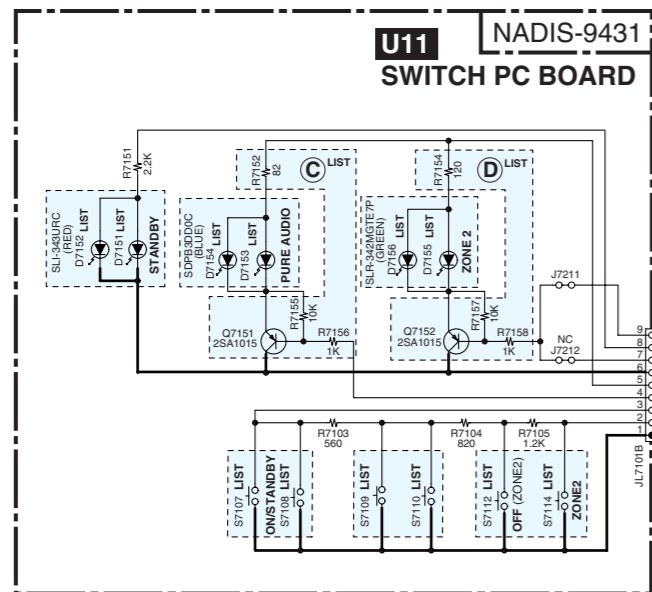 U11
NADIS-9431
SWITCH PC BOARD
R7151
2.2K
R7152
82
C LIST
R7154
120
D LIST
SLI-343URC
(RED)
D7152 LIST
D7151 LIST
STANDBY
SDPB3DD0C
(BLUE)
D7154 LIST
D7153 LIST
PURE AUDIO
SLR-342MGTE7P
(GREEN)
D7156 LIST
D7155 LIST
ZONE 2
J7211
R7155
10K
R7157
10K
Q7151
2SA1015
R7156
1K
Q7152
2SA1015
R7158
1K
NC
J7212
9
8
7
6
5
4
3
2
1
JL7101B
R7103
560
R7104
820
R7105
1.2K
S7107 LIST
ON/STANDBY
S7108 LIST
S7109 LIST
S7110 LIST
S7112 LIST
OFF (ZONE2)
S7114 LIST
ZONE2